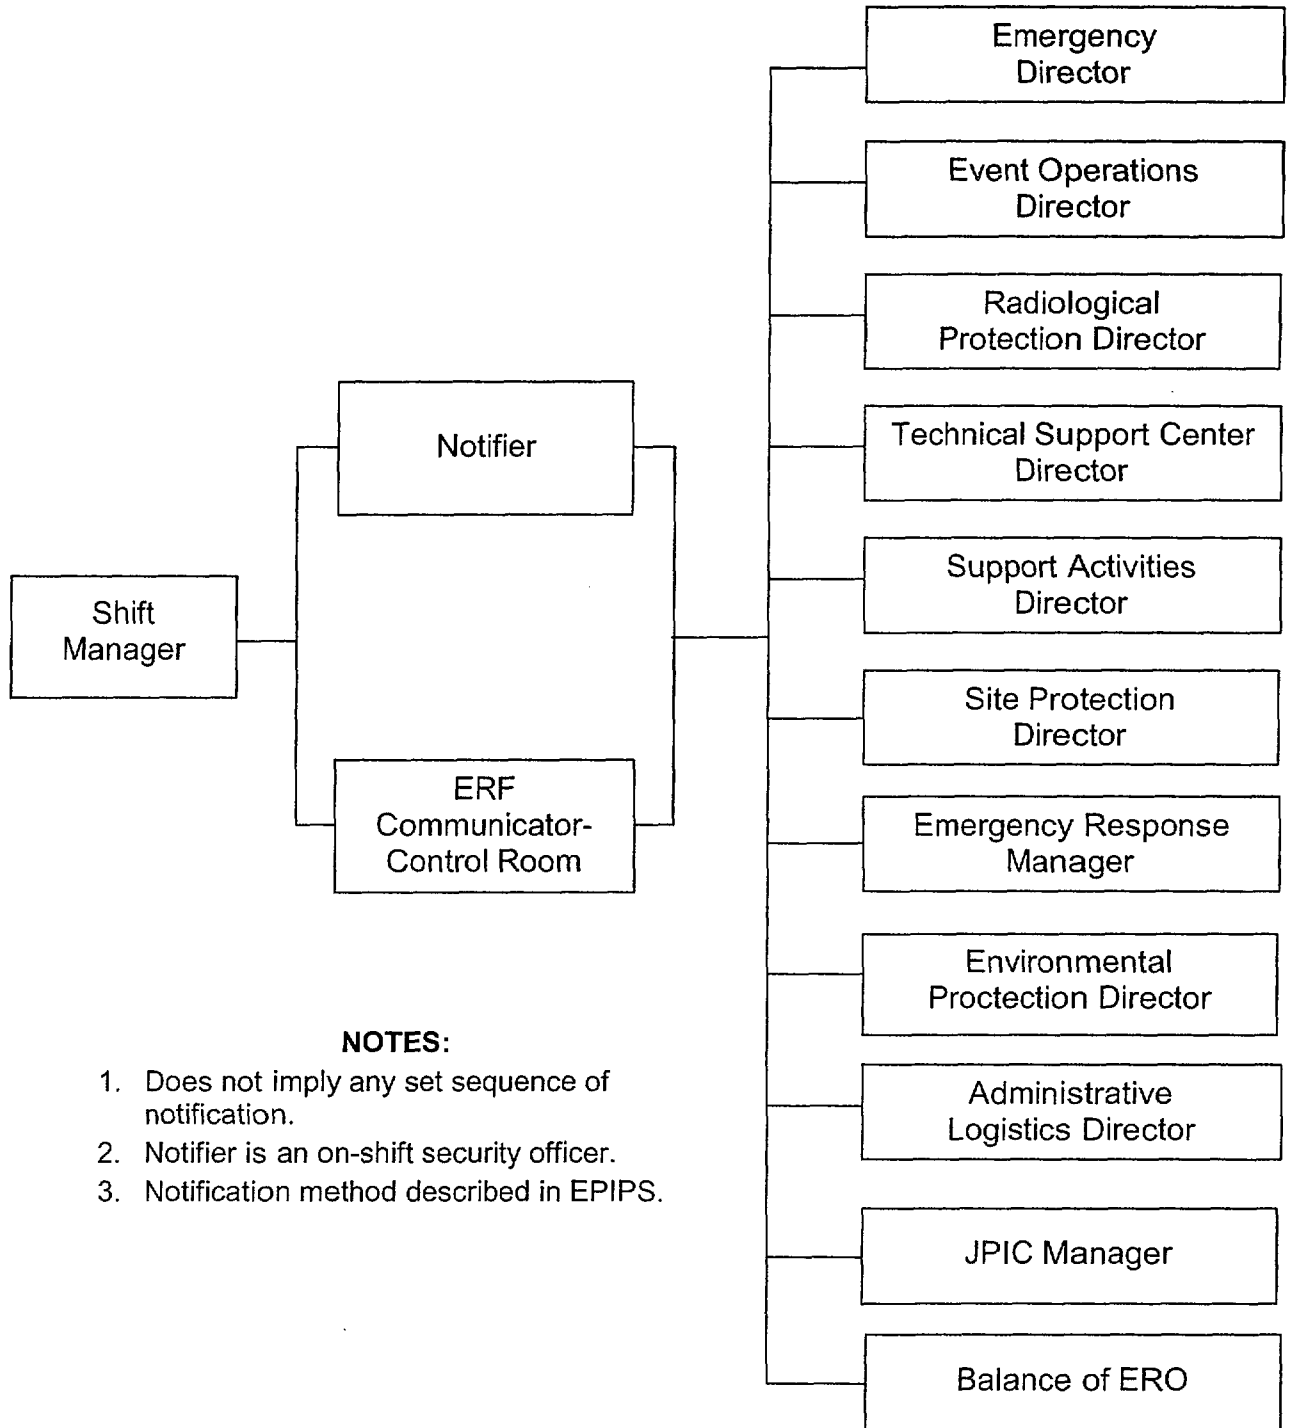 Emergency
Director
Event Operations
Director
Radiological
Protection Director
Technical Support Center
Director
Support Activities
Director
Site Protection
Director
Emergency Response
Manager
Environmental
Proctection Director
Administrative
Logistics Director
JPIC Manager
Balance of ERO
Notifier
Shift
Manager
ERF
Communicator-
Control Room
NOTES:
1. Does not imply any set sequence of
notification.
2. Notifier is an on-shift security officer.
3. Notification method described in EPIPS.